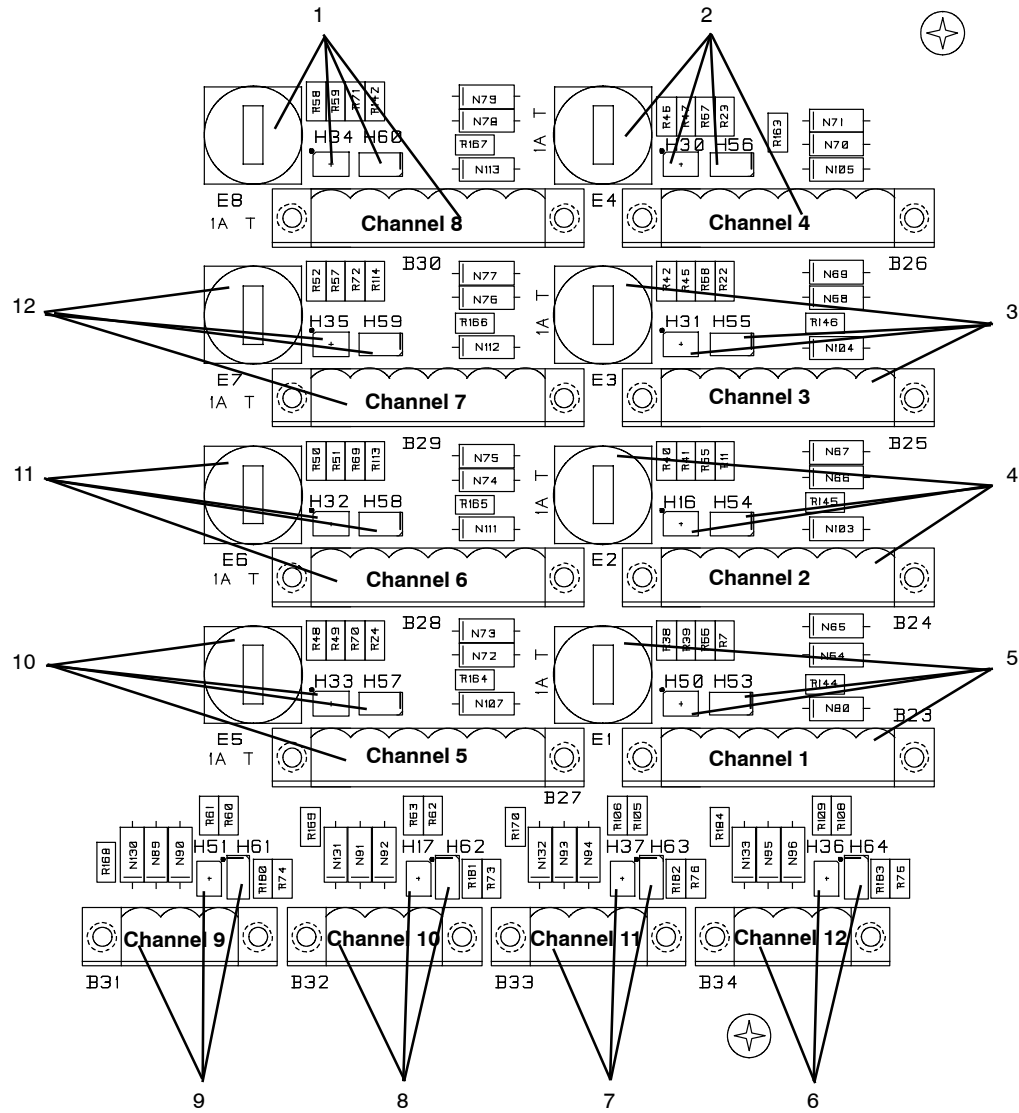 1 2
R58 R59 R71 R142 N79 T R46 R47 R67 R23 R163 N71
H34 H60 N78 1A H30 H56 N70
R167 N113 N105
E8 Channel 8 E4 Channel 4
1A T B30 B26
R52 R57 R72 R114 N77 T R42 R45 R68 R22 N69
12 H35 H59 N76 1A H31 H55 N68 3
R166 N112 R146 N104
E7 Channel 7 E3 Channel 3
1A T B29 B25
R50 R51 R69 R113 N75 T R40 R41 R55 R11 N67
11 H32 H58 N74 1A H16 H54 N66 4
R165 N111 R145 N103
E6 Channel 6 E2 Channel 2
1A T B28 B24
R48 R49 R70 R24 N73 T R38 R39 R66 R7 N65
10 H33 H57 N72 1A H50 H53 N54 5
R164 N107 R144 N80
B23
E5 Channel 5 E1 Channel 1
1A T B27
R61 R60 R63 R62 R106 R105 R109 R108
R168 N130 N89 N90 R169 N131 N91 N92 R170 N132 N93 N94 R184 N133 N95 N96
H51 H61 H17 H62 H37 H63 H36 H64
R180 R74 R181 R73 R182 R76 R183 R75
Channel 9 Channel 10 Channel 11 Channel 12
B31 B32 B33 B34
9 8 7 6